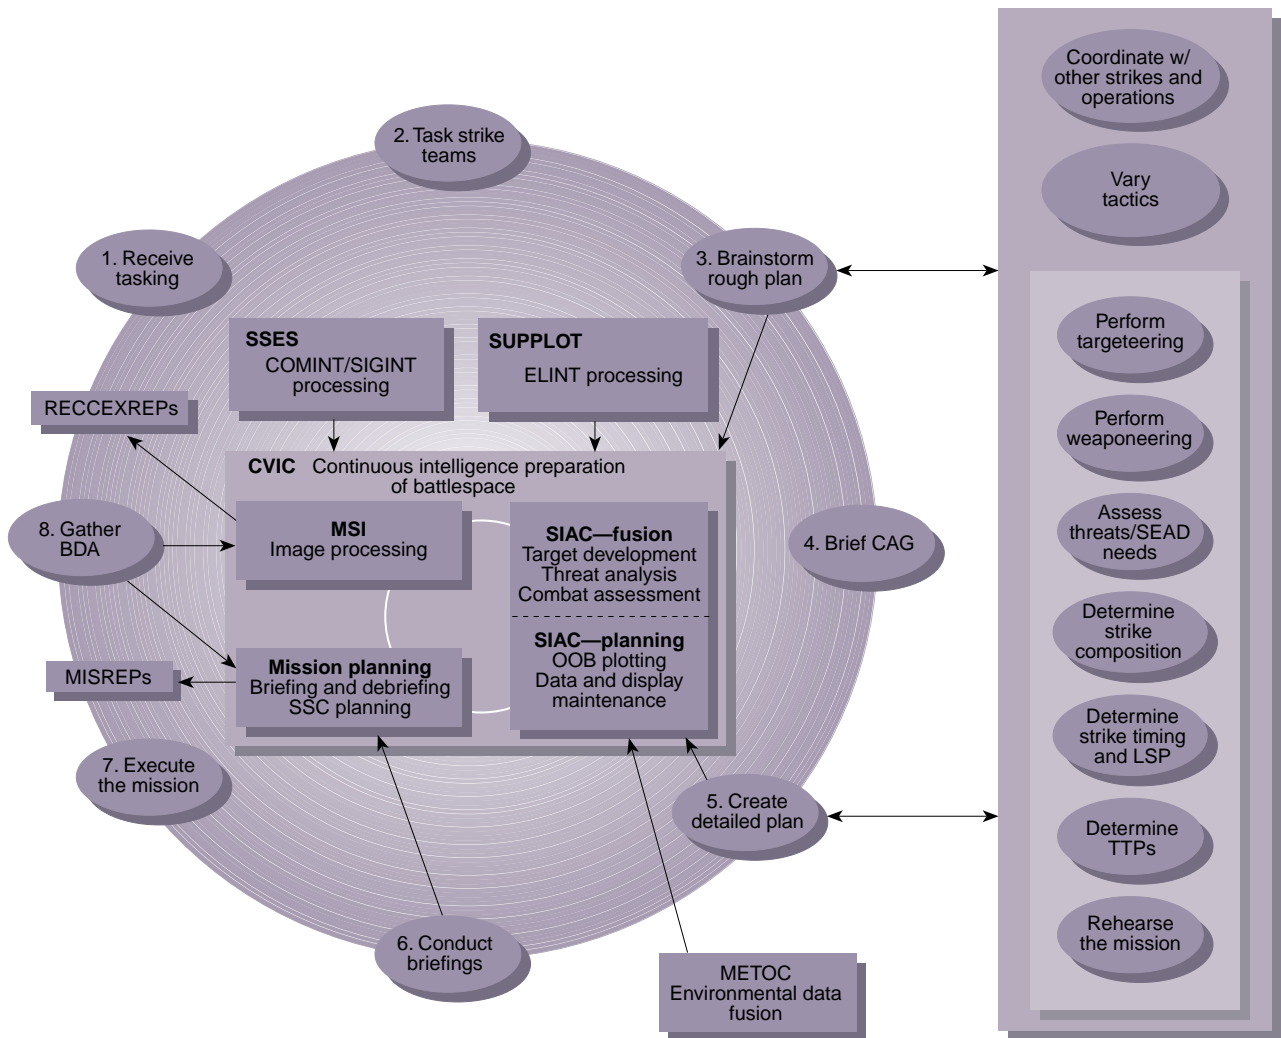 2. Task strike
teams
1. Receive
tasking
3. Brainstorm
rough plan
SSES
COMINT/SIGINT
processing
SUPPLOT
ELINT processing
RECCEXREPs
CVIC Continuous intelligence preparation
of battlespace
MSI
Image processing
SIAC—fusion
Target development
Threat analysis
Combat assessment
8. Gather
BDA
4. Brief CAG
SIAC—planning
OOB plotting
Data and display
maintenance
Mission planning
Briefing and debriefing
SSC planning
MISREPs
7. Execute
the mission
5. Create
detailed plan
6. Conduct
briefings
METOC
Environmental data
fusion
Coordinate w/
other strikes and
operations
Vary
tactics
Perform
targeteering
Perform
weaponeering
Assess
threats/SEAD
needs
Determine
strike
composition
Determine
strike timing
and LSP
Determine
TTPs
Rehearse
the mission